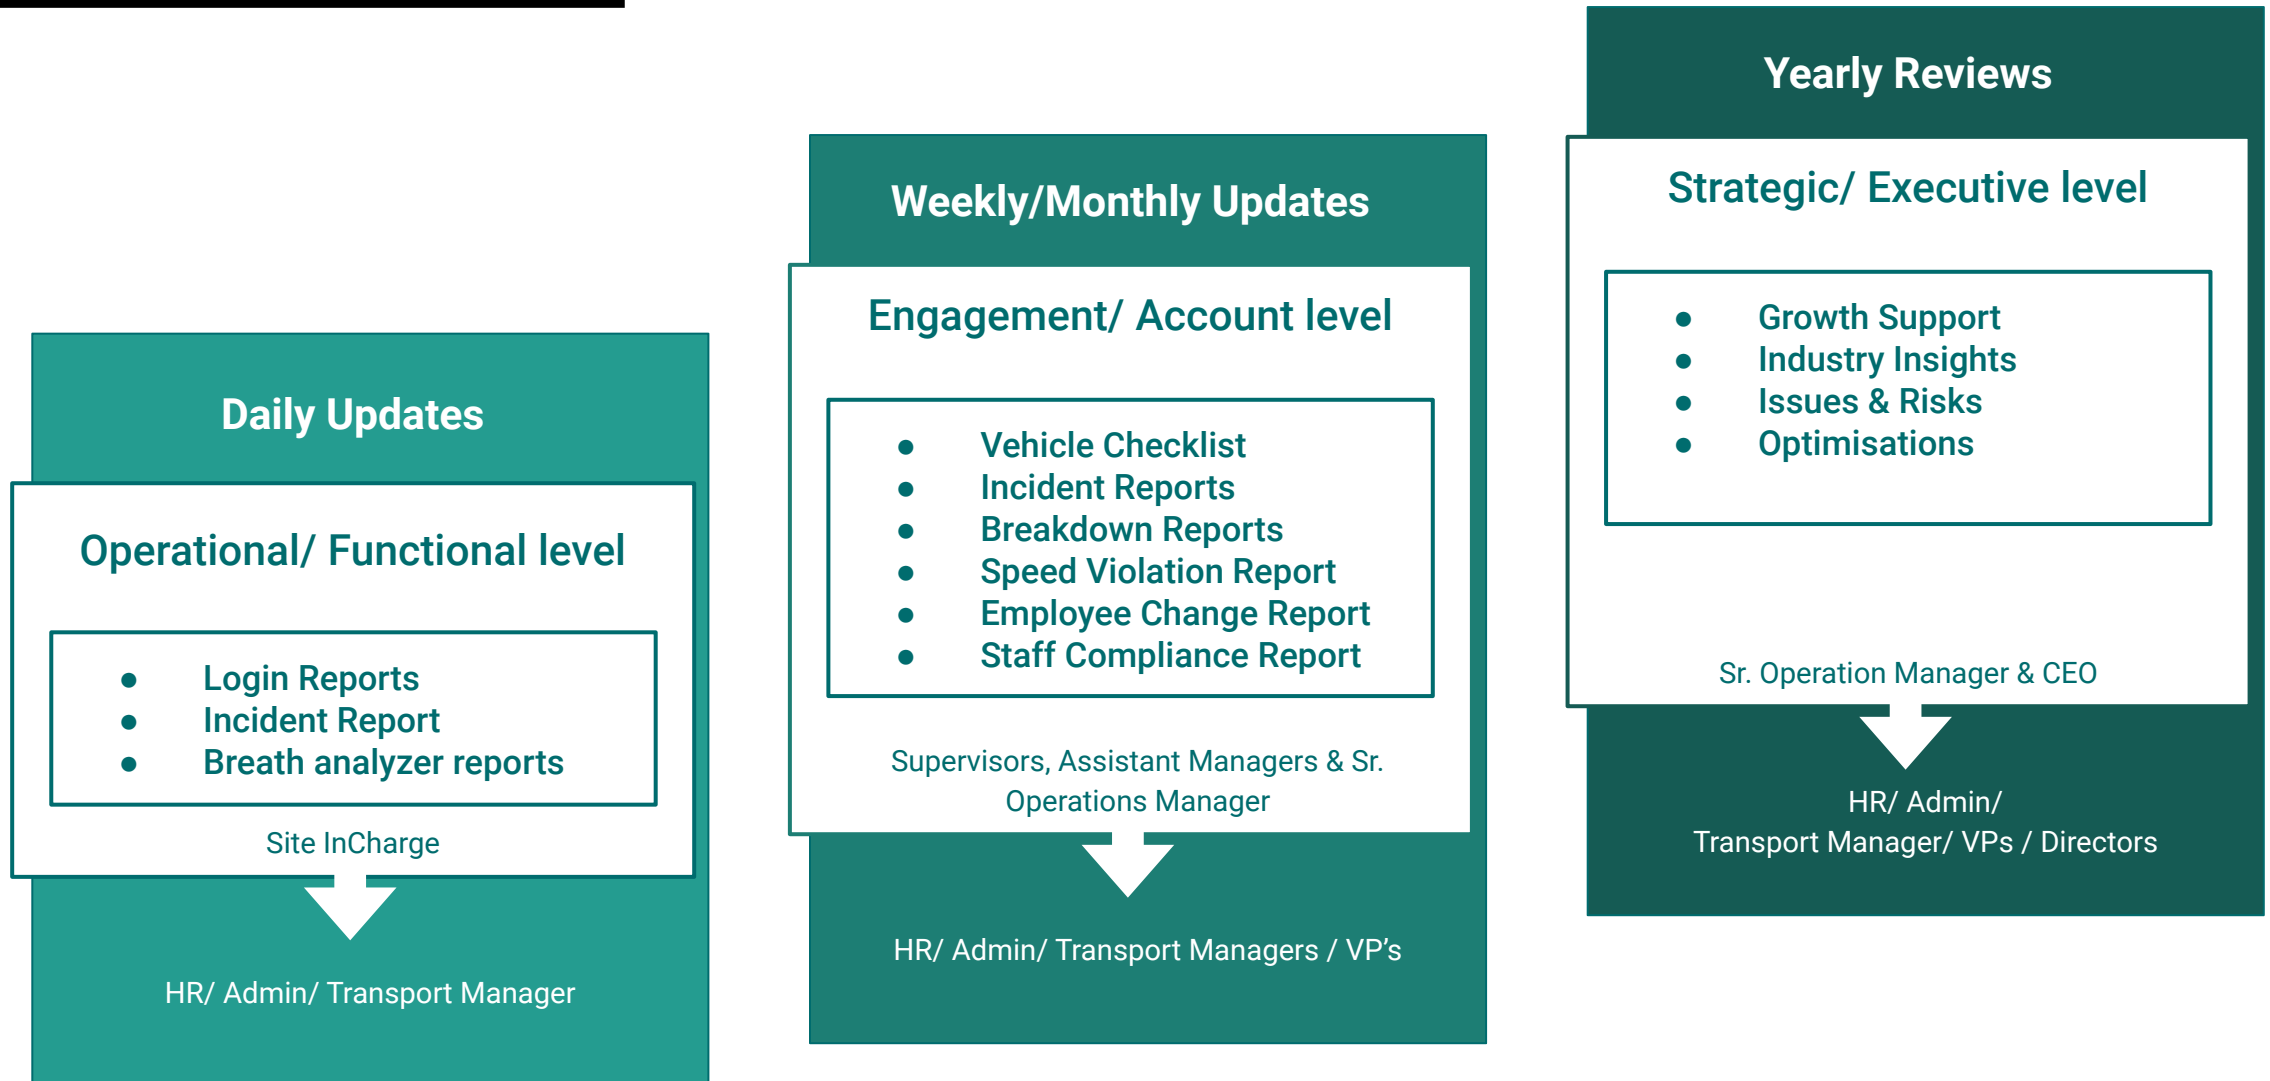 Daily Updates
Operational/ Functional level
● Login Reports
● Incident Report
● Breath analyzer reports
Site InCharge
HR/ Admin/ Transport Manager
Weekly/Monthly Updates
Engagement/ Account level
● Vehicle Checklist
● Incident Reports
● Breakdown Reports
● Speed Violation Report
● Employee Change Report
● Staff Compliance Report
Supervisors, Assistant Managers & Sr.
Operations Manager
HR/ Admin/ Transport Managers / VP’s
Yearly Reviews
Strategic/ Executive level
● Growth Support
● Industry Insights
● Issues & Risks
● Optimisations
Sr. Operation Manager & CEO
HR/ Admin/
Transport Manager/ VPs / Directors